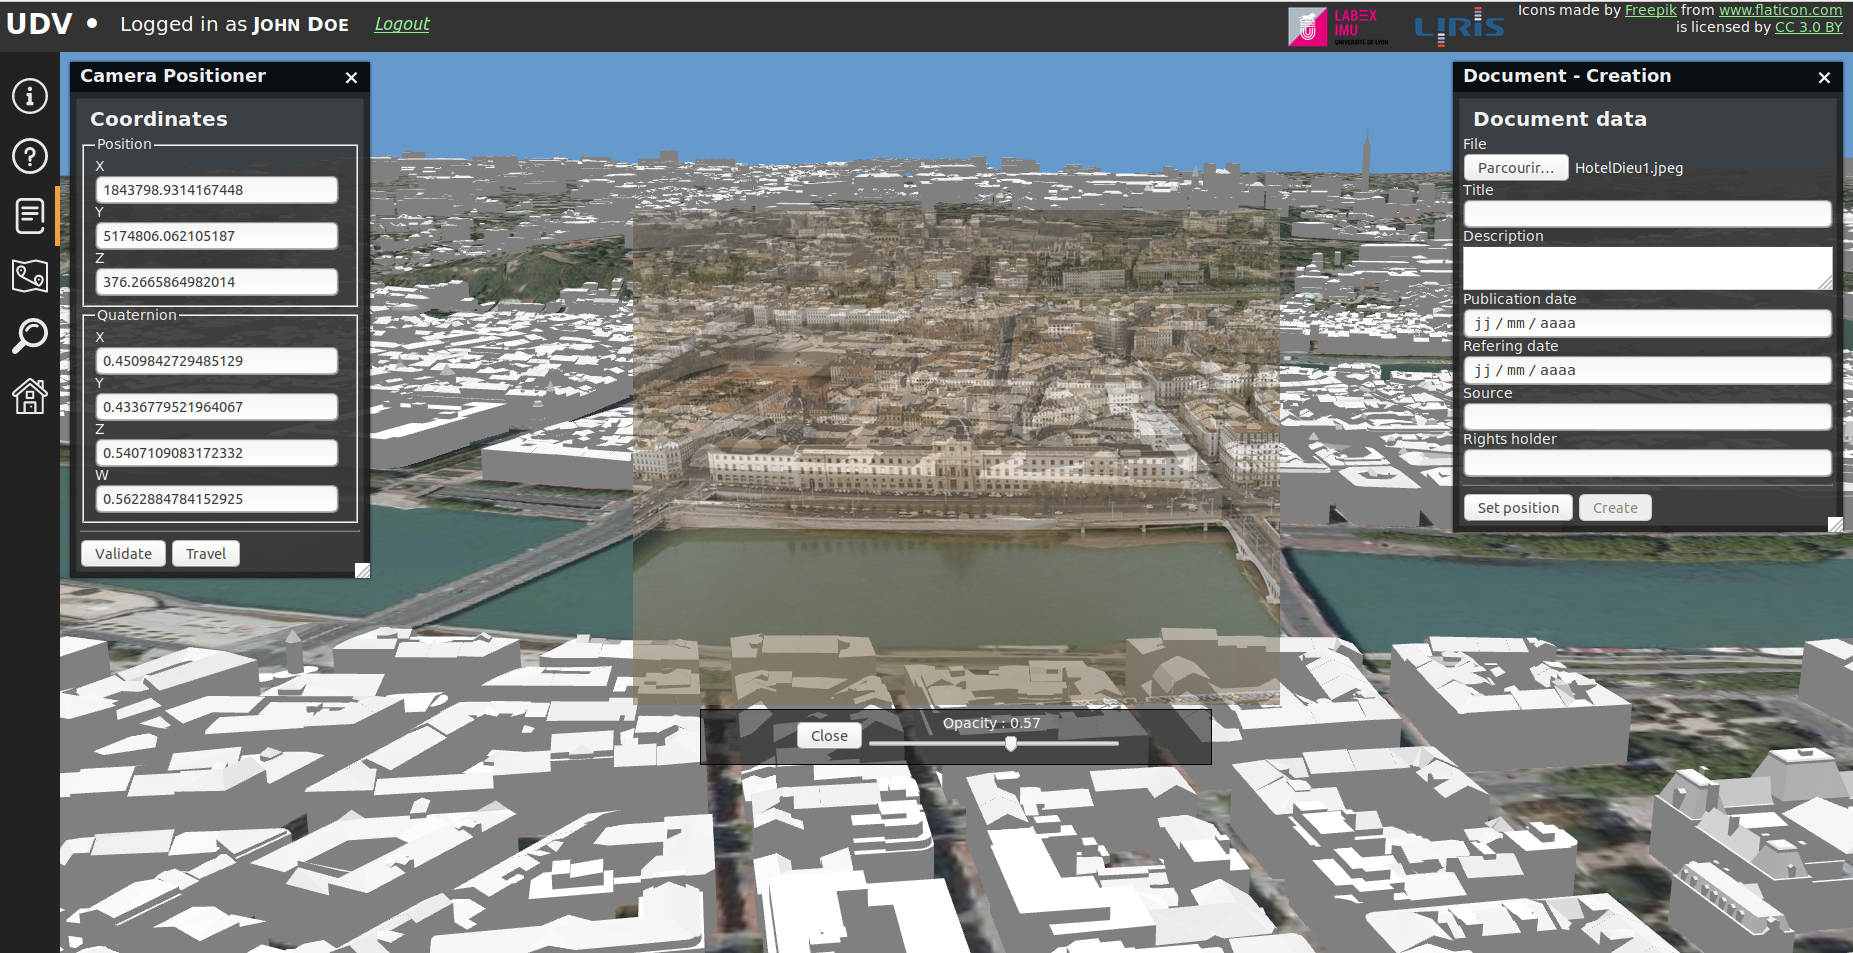 UDV • Logged in as JOHN DOE Logout
LABEX
IMU
UNIVERSITÉ DE LYON
LIRIS
Icons made by Freepik from www.flaticon.com
is licensed by CC 3.0 BY
Camera Positioner ×
Coordinates
Position
X
1843798.9314167448
Y
5174806.062105187
Z
376.2665864982014
Quaternion
X
0.4509842729485129
Y
0.4336779521964067
Z
0.5407109083172332
W
0.5622884784152925
Validate Travel
Opacity : 0.57
Close
Document - Creation ×
Document data
File
Parcourir... HotelDieu1.jpeg
Title
Description
Publication date
jj / mm / aaaa
Refering date
jj / mm / aaaa
Source
Rights holder
Set position Create